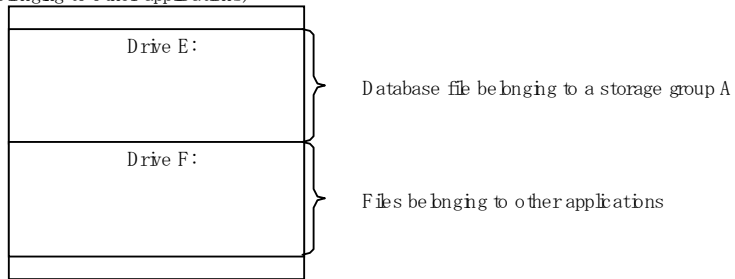 Drive E:
Database file belonging to a storage group A
Drive F:
Files belonging to other applications